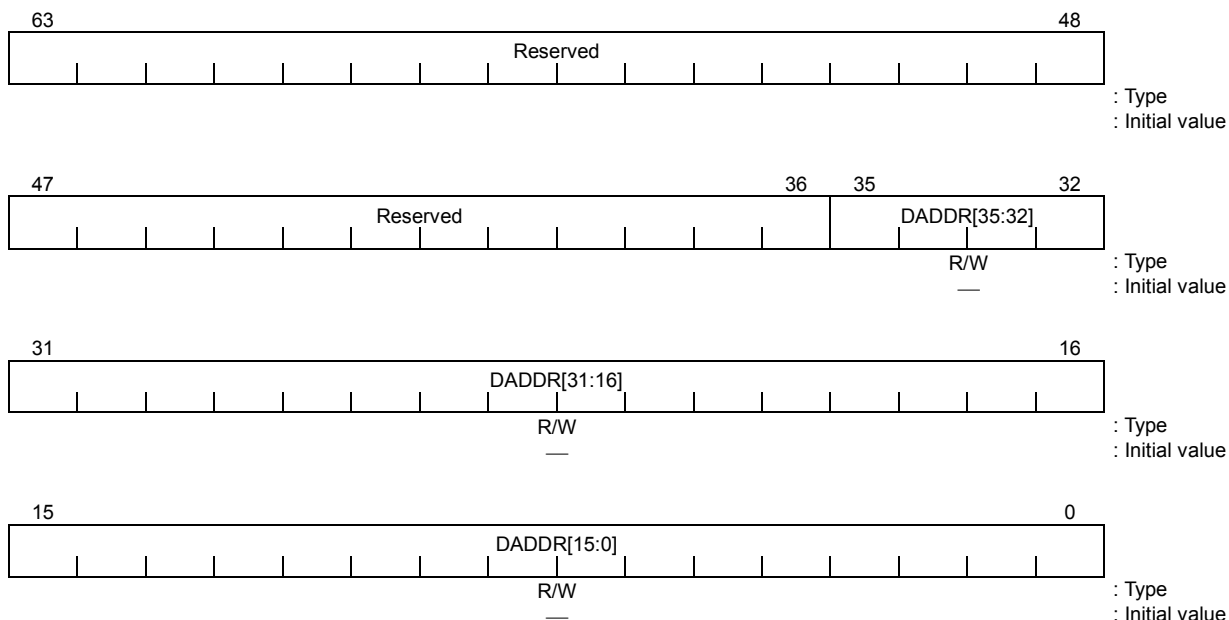 63 48
Reserved
: Type
: Initial value
47 36 35 32
Reserved DADDR[35:32]
R/W : Type
— : Initial value
31 16
DADDR[31:16]
R/W : Type
— : Initial value
15 0
DADDR[15:0]
R/W : Type
— : Initial value